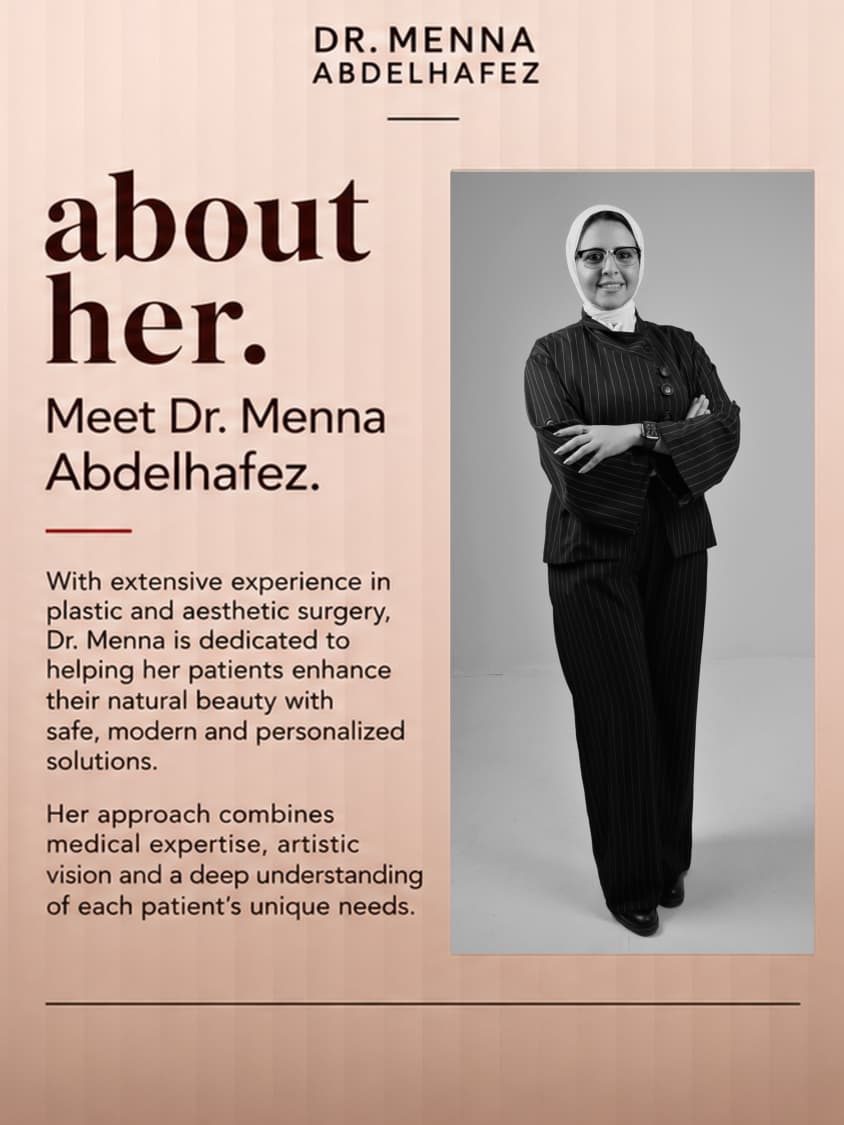 DR. MENNA
ABDELHAFEZ
about
her.
Meet Dr. Menna
Abdelhafez.
With extensive experience in
plastic and aesthetic surgery,
Dr. Menna is dedicated to
helping her patients enhance
their natural beauty with
safe, modern and personalized
solutions.
Her approach combines
medical expertise, artistic
vision and a deep understanding
of each patient’s unique needs.